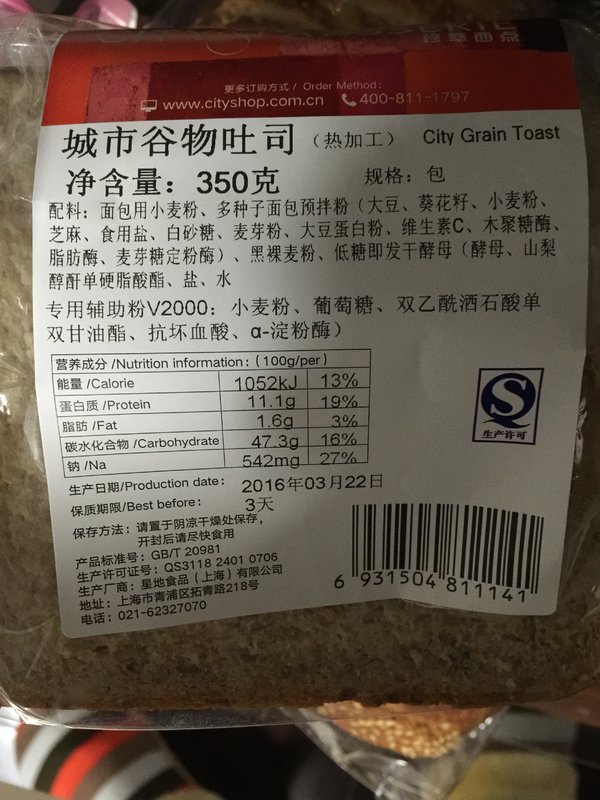 珍萃西点
更多订购方式 / Order Method:
www.cityshop.com.cn 400-811-1797
城市谷物吐司（热加工） City Grain Toast
净含量：350克 规格：包
配料：面包用小麦粉、多种子面包预拌粉（大豆、葵花籽、小麦粉、
芝麻、食用盐、白砂糖、麦芽粉、大豆蛋白粉、维生素C、木聚糖酶、
脂肪酶、麦芽糖定粉酶）、黑裸麦粉、低糖即发干酵母（酵母、山梨
醇酐单硬脂酸酯、盐、水
专用辅助粉V2000：小麦粉、葡萄糖、双乙酰洒石酸单
双甘油酯、抗坏血酸、α-淀粉酶）
营养成分 /Nutrition information:（100g/per）
能量 /Calorie 1052kJ 13%
蛋白质 /Protein 11.1g 19%
脂肪 /Fat 1.6g 3%
碳水化合物 /Carbohydrate 47.3g 16%
钠 /Na 542mg 27%
生产许可
生产日期/Production date: 2016年03月22日
保质期限/Best before: 3天
保存方法：请置于阴凉干燥处保存，
开封后请尽快食用
产品标准号：GB/T 20981
生产许可证号：QS3118 2401 0706
生产厂商：星地食品（上海）有限公司
地址：上海市青浦区拓青路218号
电话：021-62327070
6 931504 811141